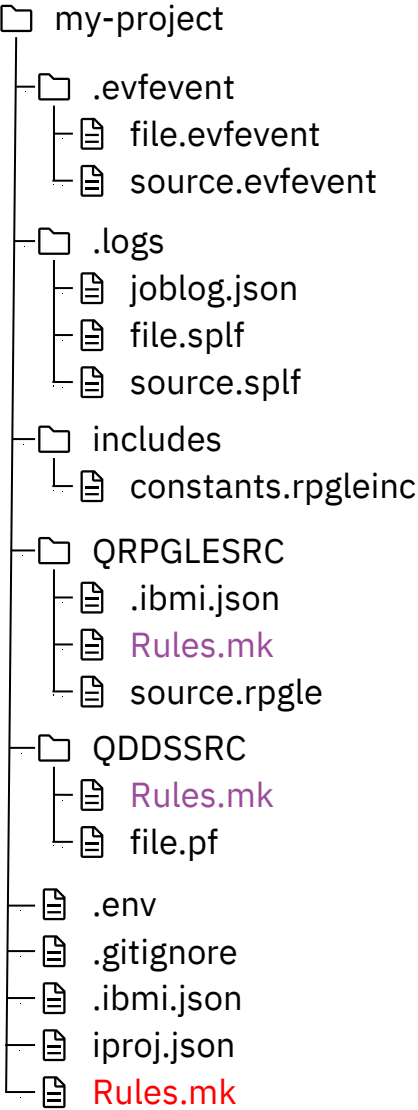 my-project
.evfevent
file.evfevent
source.evfevent
.logs
joblog.json
file.splf
source.splf
includes
constants.rpgleinc
QRPGLESRC
.ibmi.json
Rules.mk
source.rpgle
QDDSSRC
Rules.mk
file.pf
.env
.gitignore
.ibmi.json
iproj.json
Rules.mk